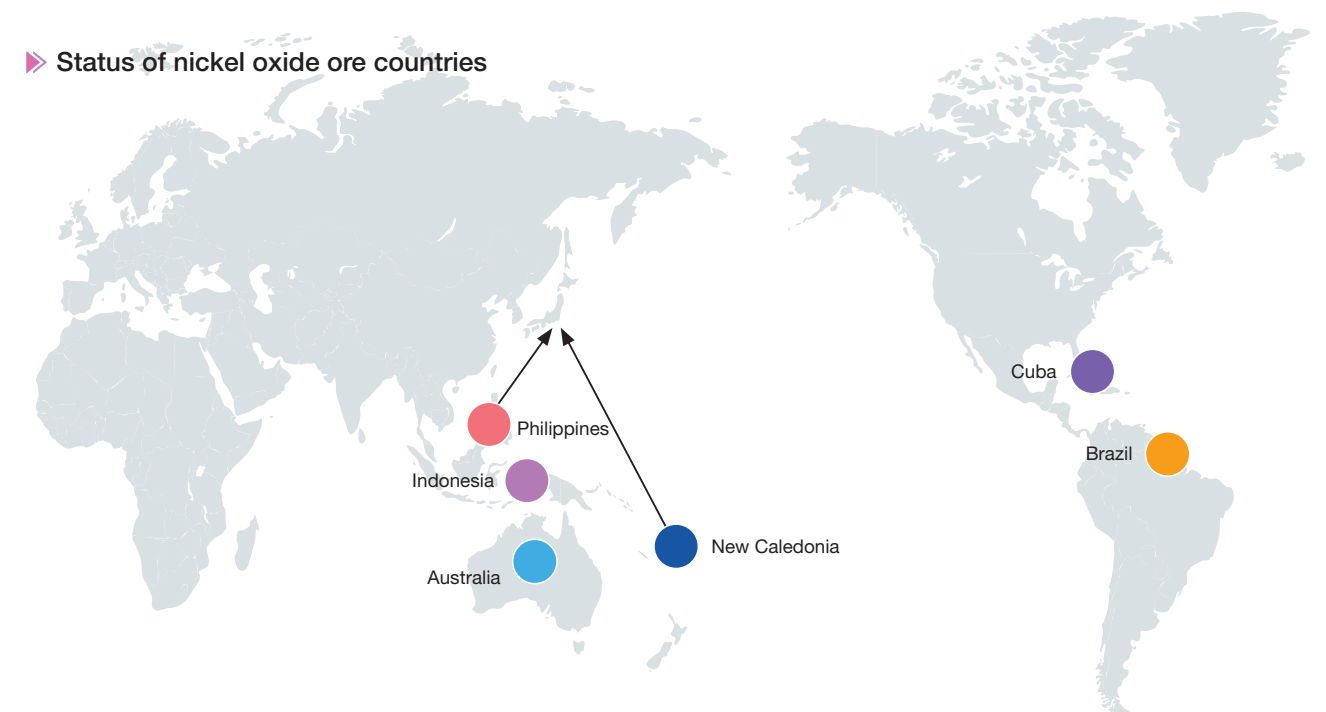 Status of nickel oxide ore countries
Cuba
Philippines
Brazil
Indonesia
New Caledonia
Australia